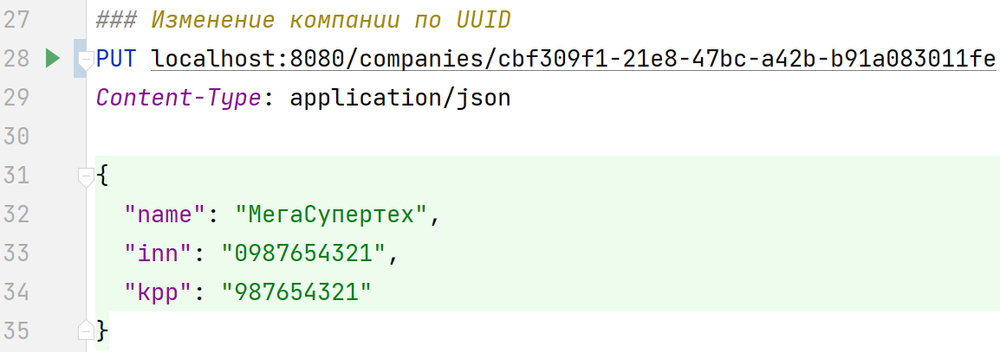 27 ### Изменение компании по UUID
28 PUT localhost:8080/companies/cbf309f1-21e8-47bc-a42b-b91a083011fe
29 Content-Type: application/json
30
31 {
32 "name": "МегаСупертех",
33 "inn": "0987654321",
34 "kpp": "987654321"
35 }